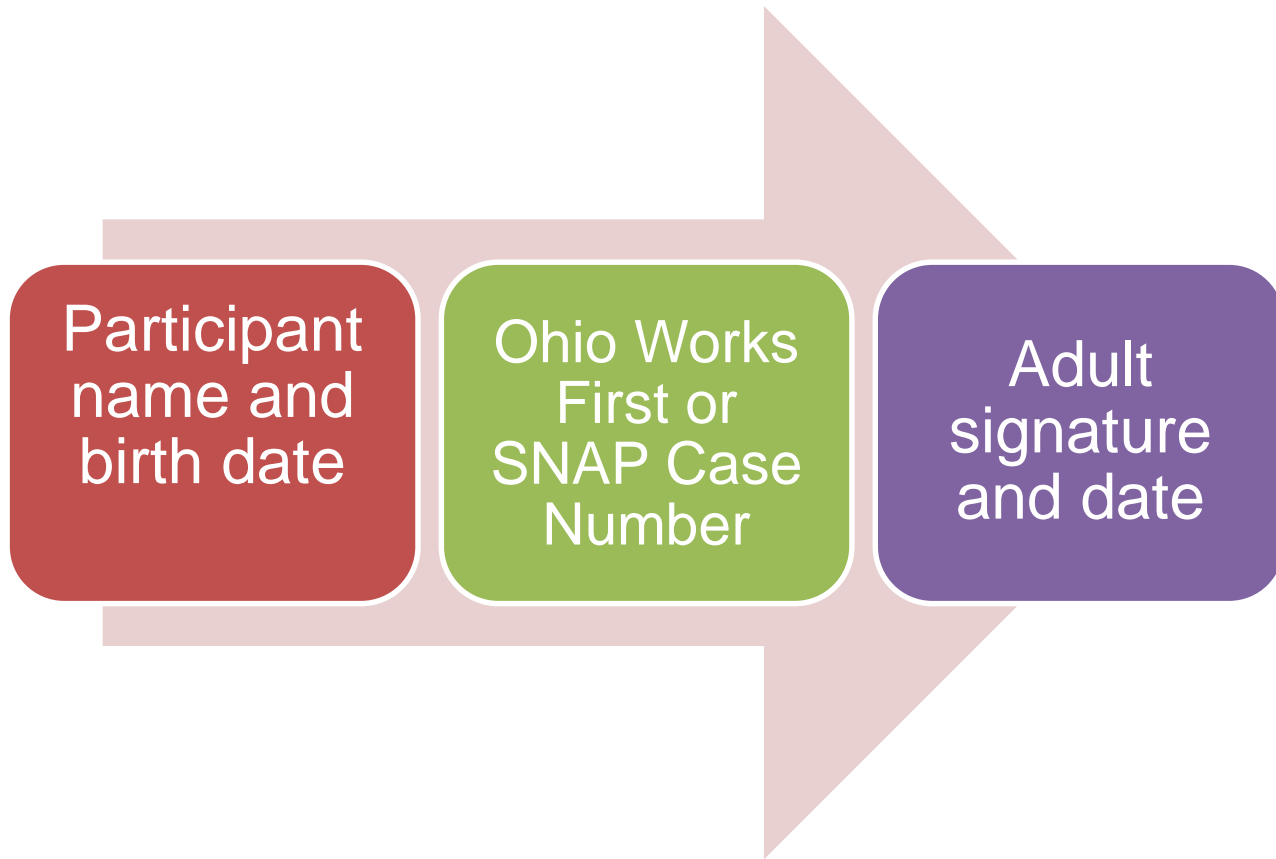 Participant
name and
birth date
Ohio Works
First or
SNAP Case
Number
Adult
signature
and date